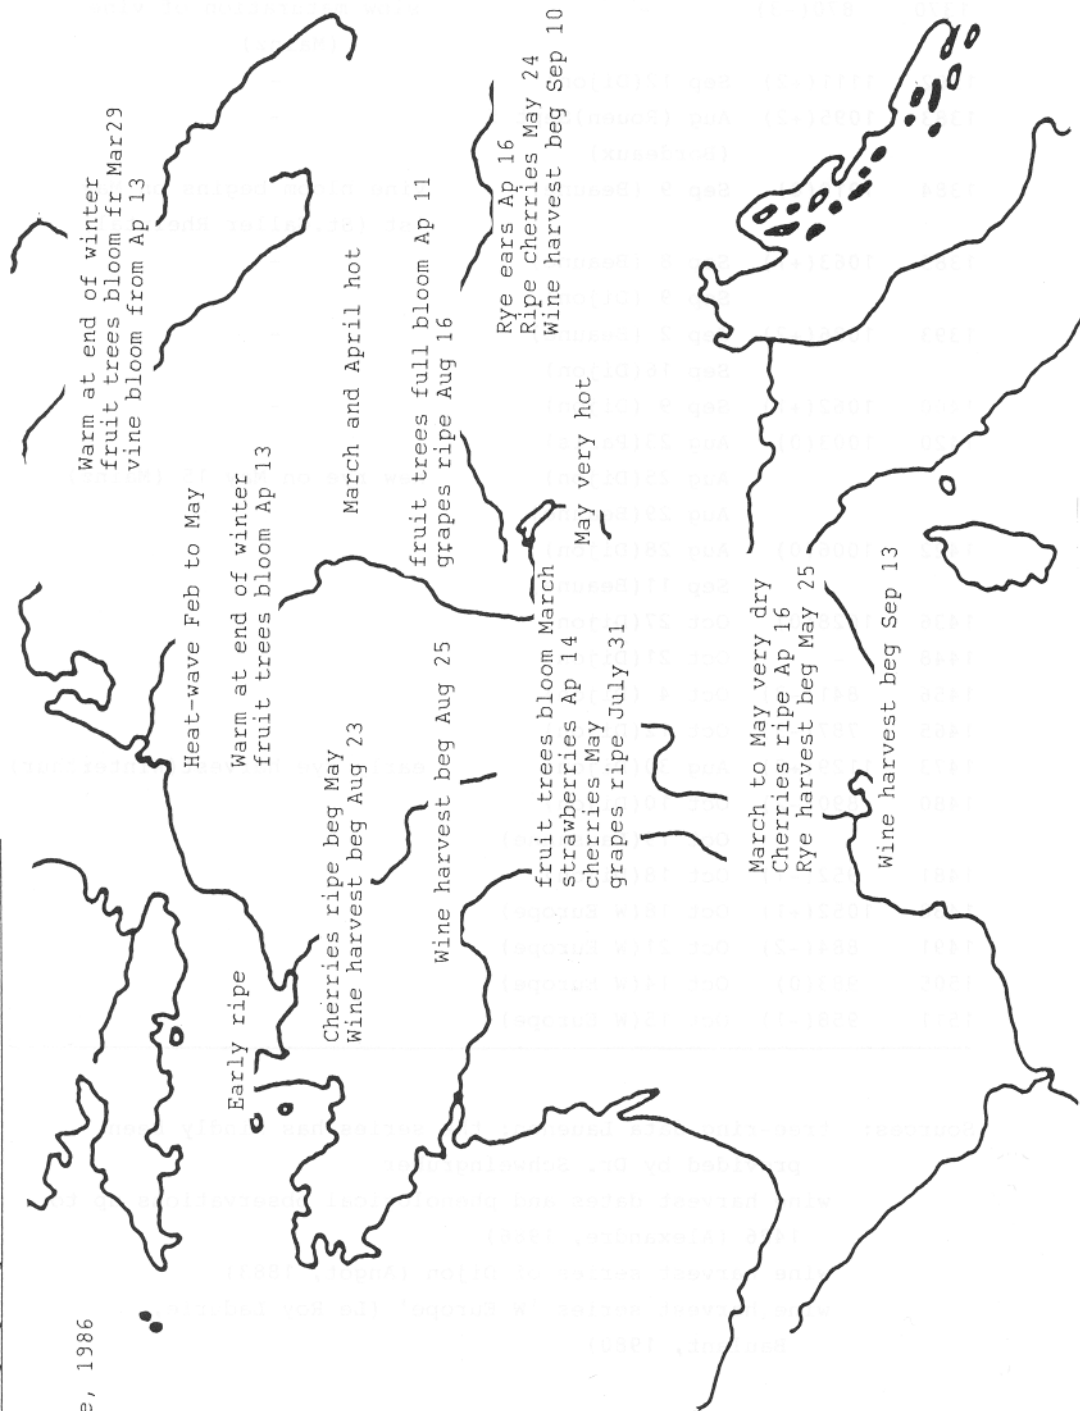 e, 1986
Warm at end of winter
fruit trees bloom fr Mar29
vine bloom from Ap 13
Heat-wave Feb to May
Warm at end of winter
fruit trees bloom Ap 13
Early ripe
Cherries ripe beg May
Wine harvest beg Aug 23
March and April hot
fruit trees full bloom Ap 11
grapes ripe Aug 16
Wine harvest beg Aug 25
Rye ears Ap 16
Ripe cherries May 24
Wine harvest beg Sep 10
fruit trees bloom March
strawberries Ap 14
cherries May
grapes ripe July 31
May very hot
March to May very dry
Cherries ripe Ap 16
Rye harvest beg May 25
Wine harvest beg Sep 13